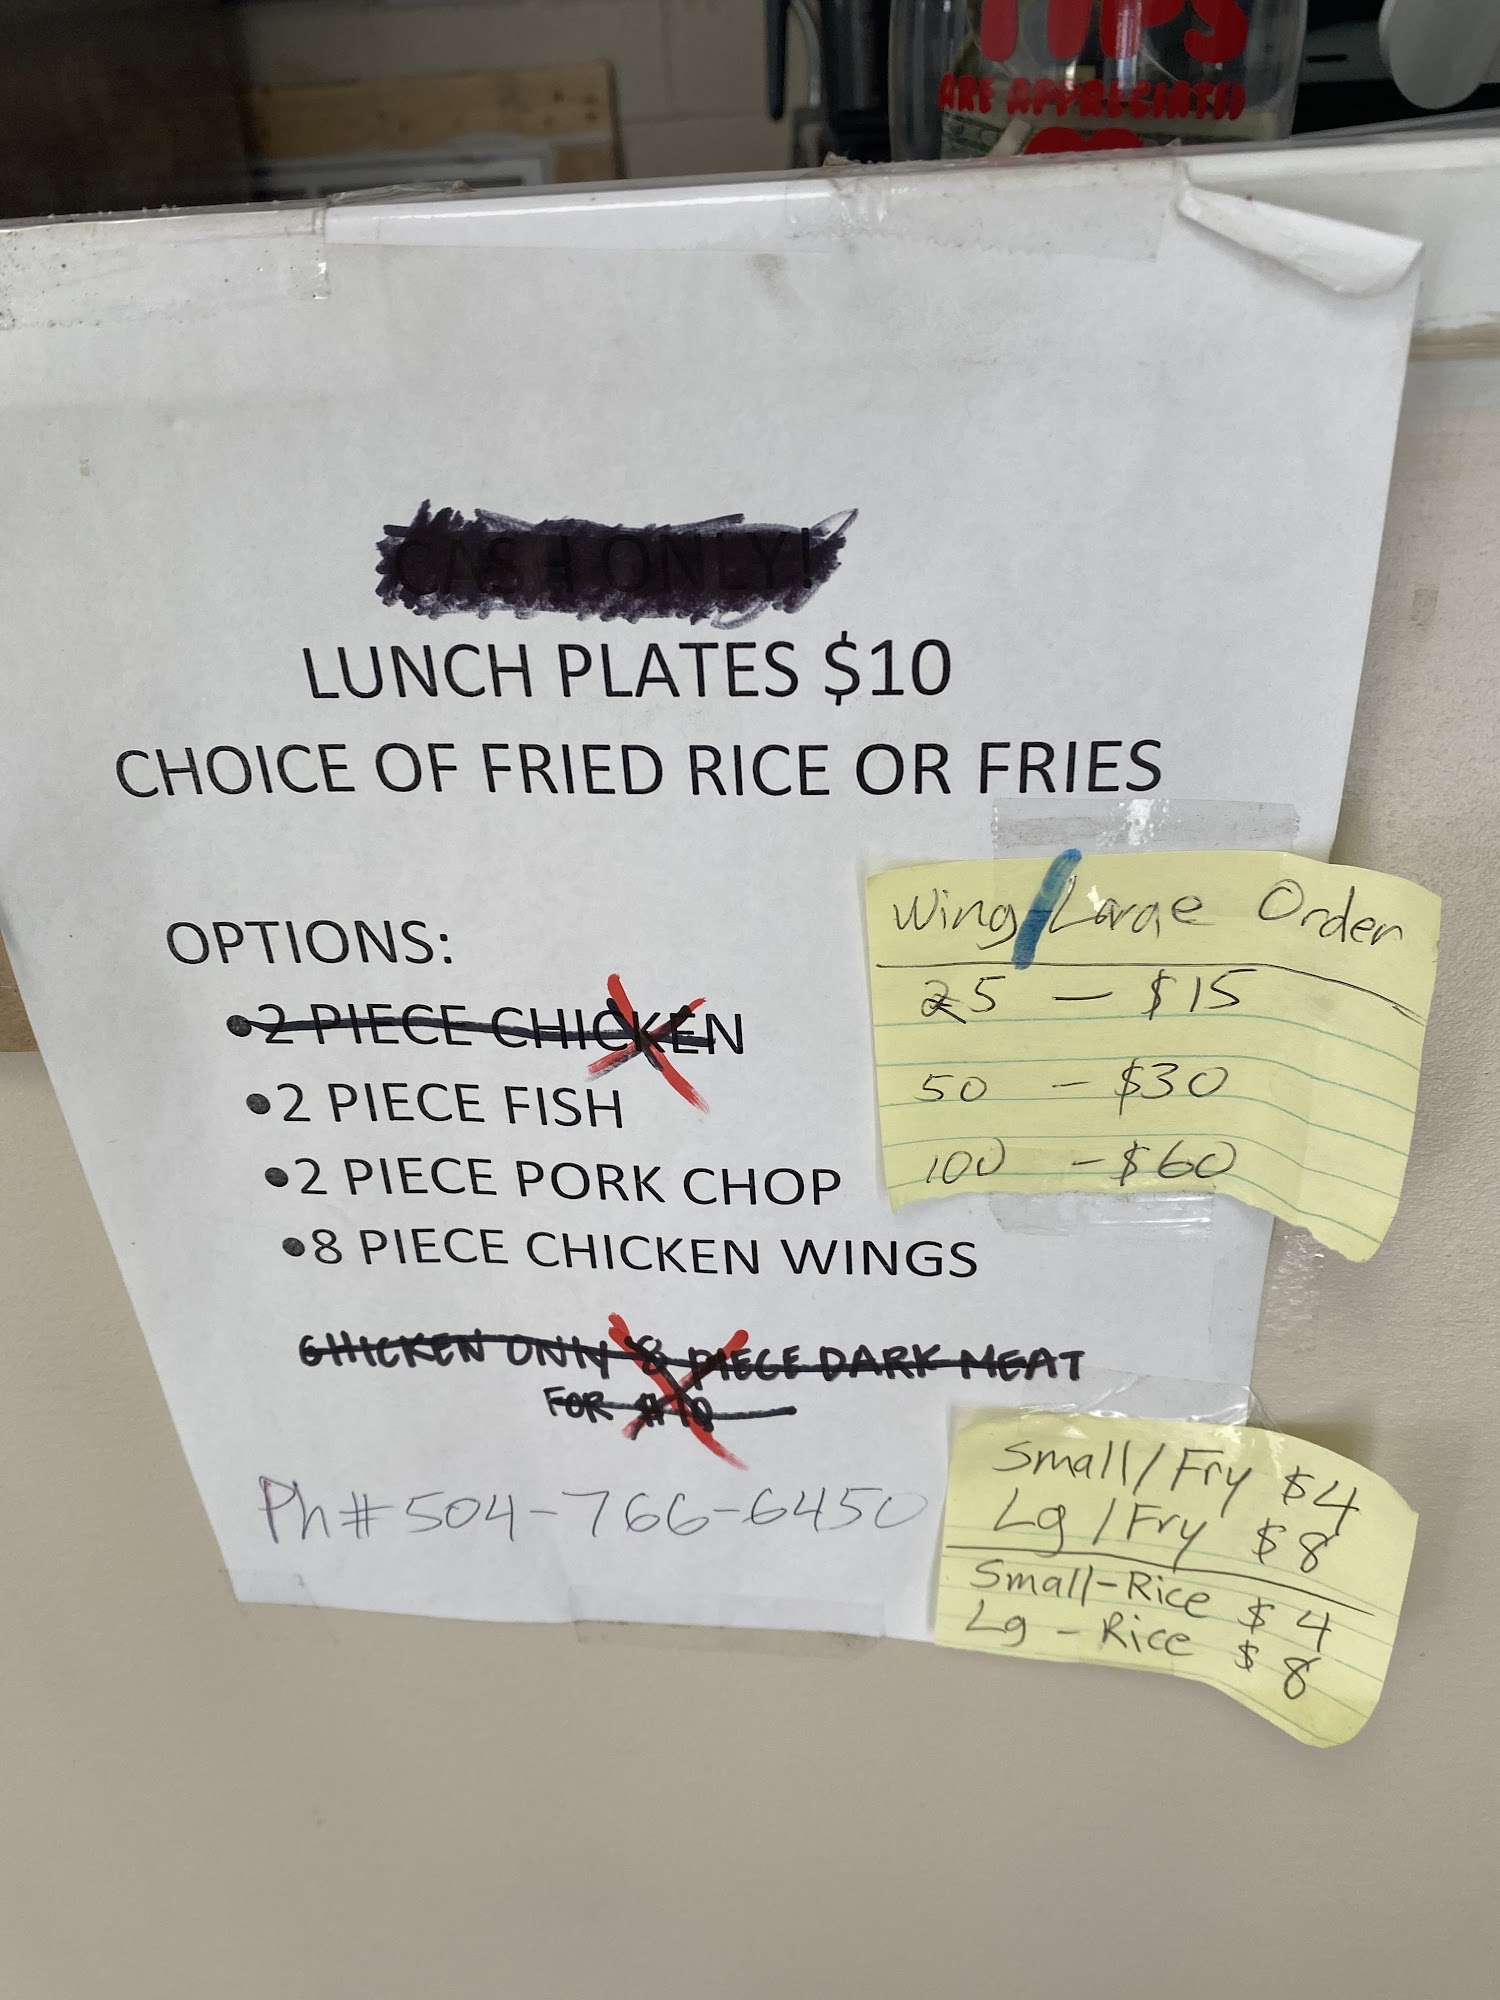 TIPS
ARE APPRECIATED
CASH ONLY!
LUNCH PLATES $10
CHOICE OF FRIED RICE OR FRIES
OPTIONS:
•2 PIECE CHICKEN
•2 PIECE FISH
•2 PIECE PORK CHOP
•8 PIECE CHICKEN WINGS
CHICKEN ONLY 8 PIECE DARK MEAT
FOR $10
Ph# 504-766-6450
Wing/Large Order
25 — $15
50 — $30
100 — $60
Small/Fry $4
Lg/Fry $8
Small-Rice $4
Lg - Rice $8